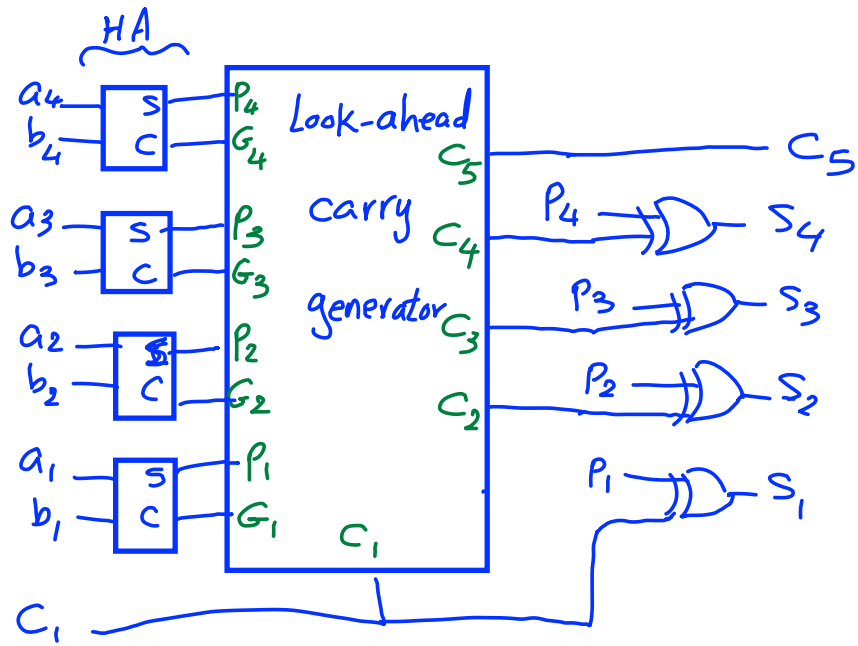 HA
a4 S P4
b4 C G4
Look-ahead
C5 C5
a3 S P3
b3 C G3
carry
C4 P4 S4
generator
a2 S P2
b2 C G2
C3 P3 S3
C2 P2 S2
a1 S P1
b1 C G1
P1 S1
C1
C1